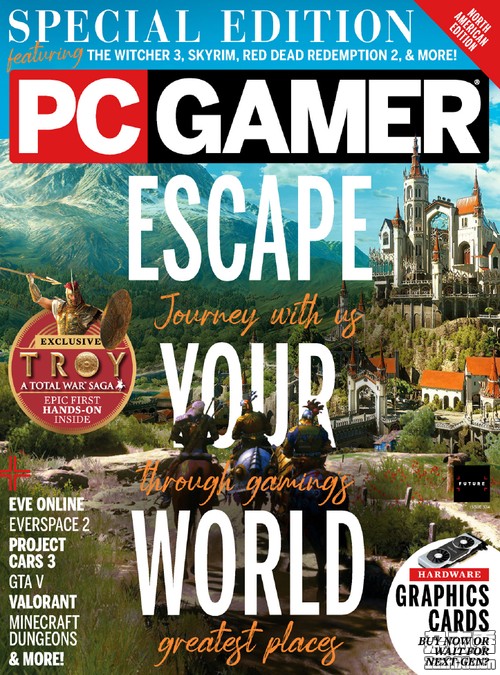 SPECIAL EDITION
featuring THE WITCHER 3, SKYRIM, RED DEAD REDEMPTION 2, & MORE!
NORTH
AMERICAN
EDITION
PC GAMER
ESCAPE
Journey with us
YOUR
through gamings
WORLD
greatest places
EXCLUSIVE
TROY
A TOTAL WAR SAGA
EPIC FIRST
HANDS-ON
INSIDE
EVE ONLINE
EVERSPACE 2
PROJECT
CARS 3
GTA V
VALORANT
MINECRAFT
DUNGEONS
& MORE!
FUTURE
HARDWARE
GRAPHICS
CARDS
BUY NOW OR
WAIT FOR
NEXT-GEN?